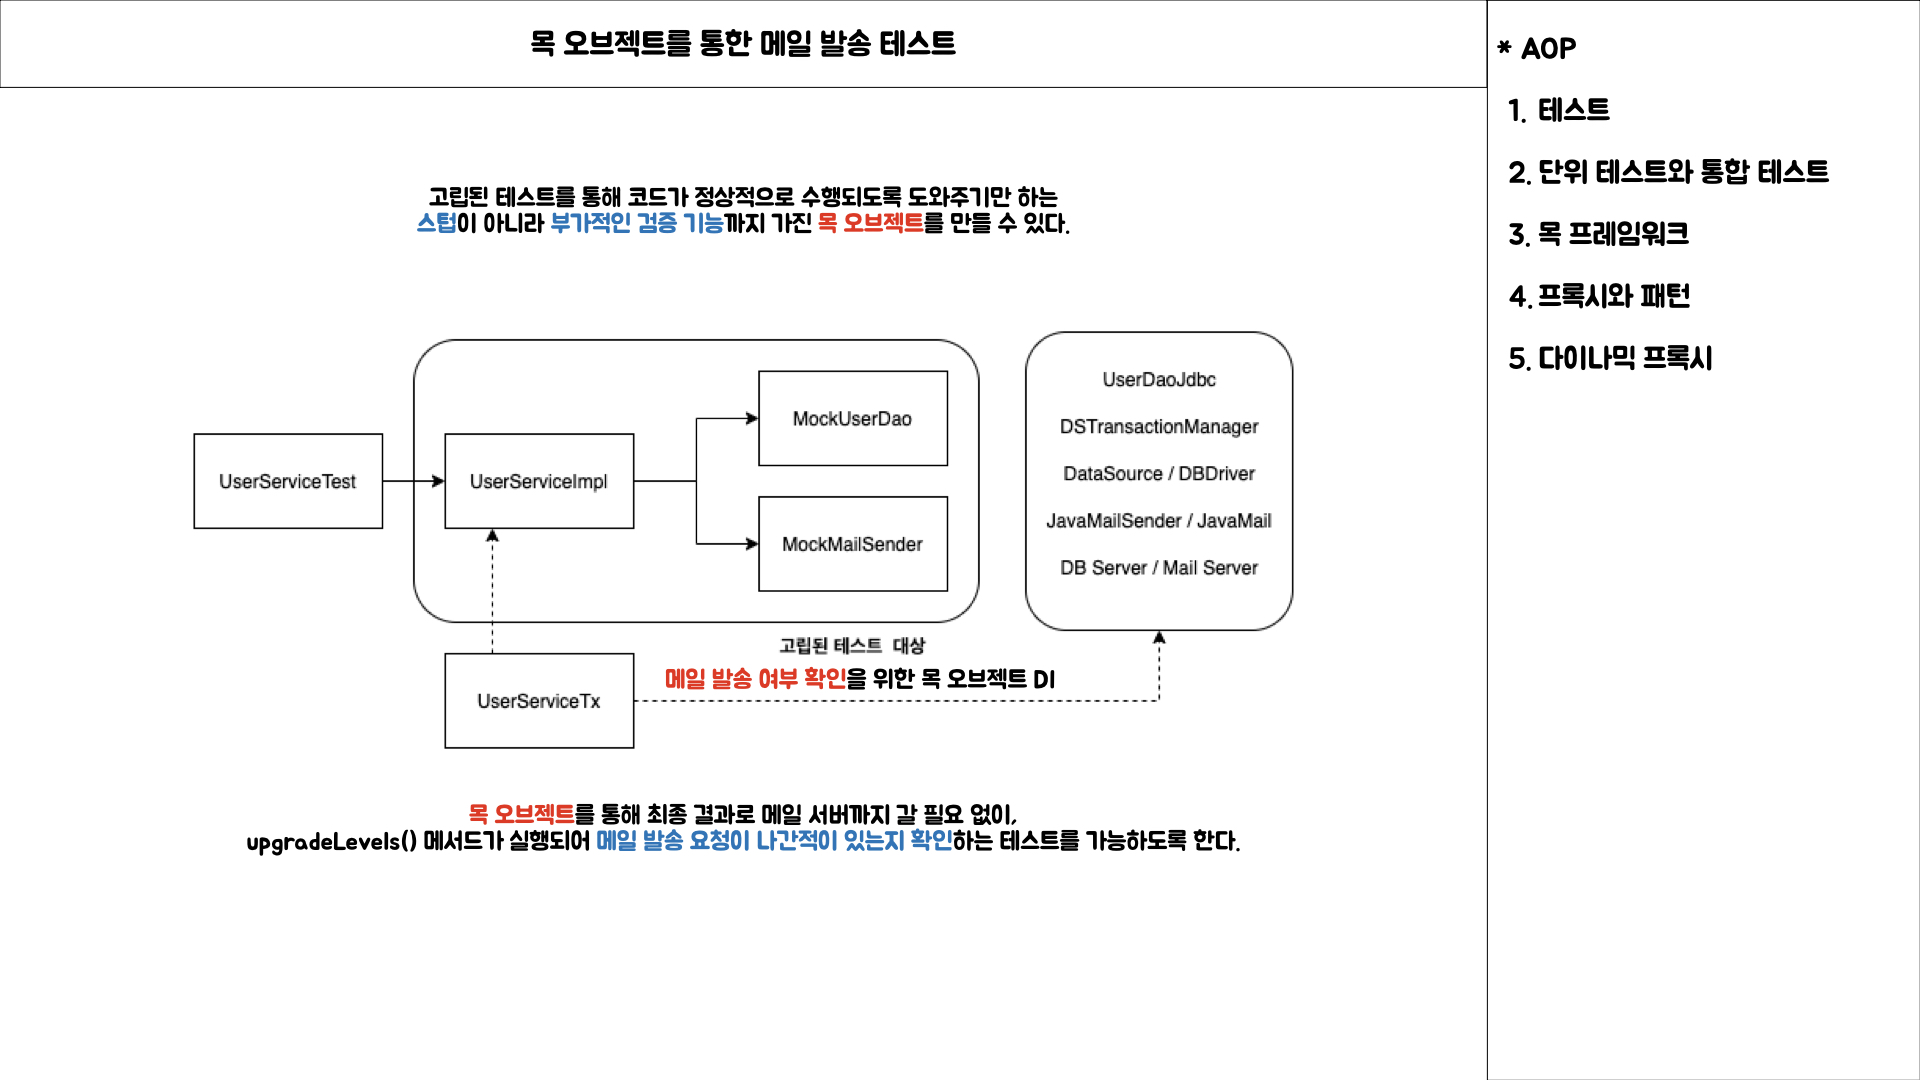 목 오브젝트를 통한 메일 발송 테스트
고립된 테스트를 통해 코드가 정상적으로 수행되도록 도와주기만 하는
스텁이 아니라 부가적인 검증 기능까지 가진 목 오브젝트를 만들 수 있다.
UserServiceTest
UserServiceImpl
MockUserDao
MockMailSender
고립된 테스트 대상
UserDaoJdbc
DSTransactionManager
DataSource / DBDriver
JavaMailSender / JavaMail
DB Server / Mail Server
메일 발송 여부 확인을 위한 목 오브젝트 DI
UserServiceTx
목 오브젝트를 통해 최종 결과로 메일 서버까지 갈 필요 없이,
upgradeLevels() 메서드가 실행되어 메일 발송 요청이 나간적이 있는지 확인하는 테스트를 가능하도록 한다.
* AOP
1. 테스트
2. 단위 테스트와 통합 테스트
3. 목 프레임워크
4. 프록시와 패턴
5. 다이나믹 프록시